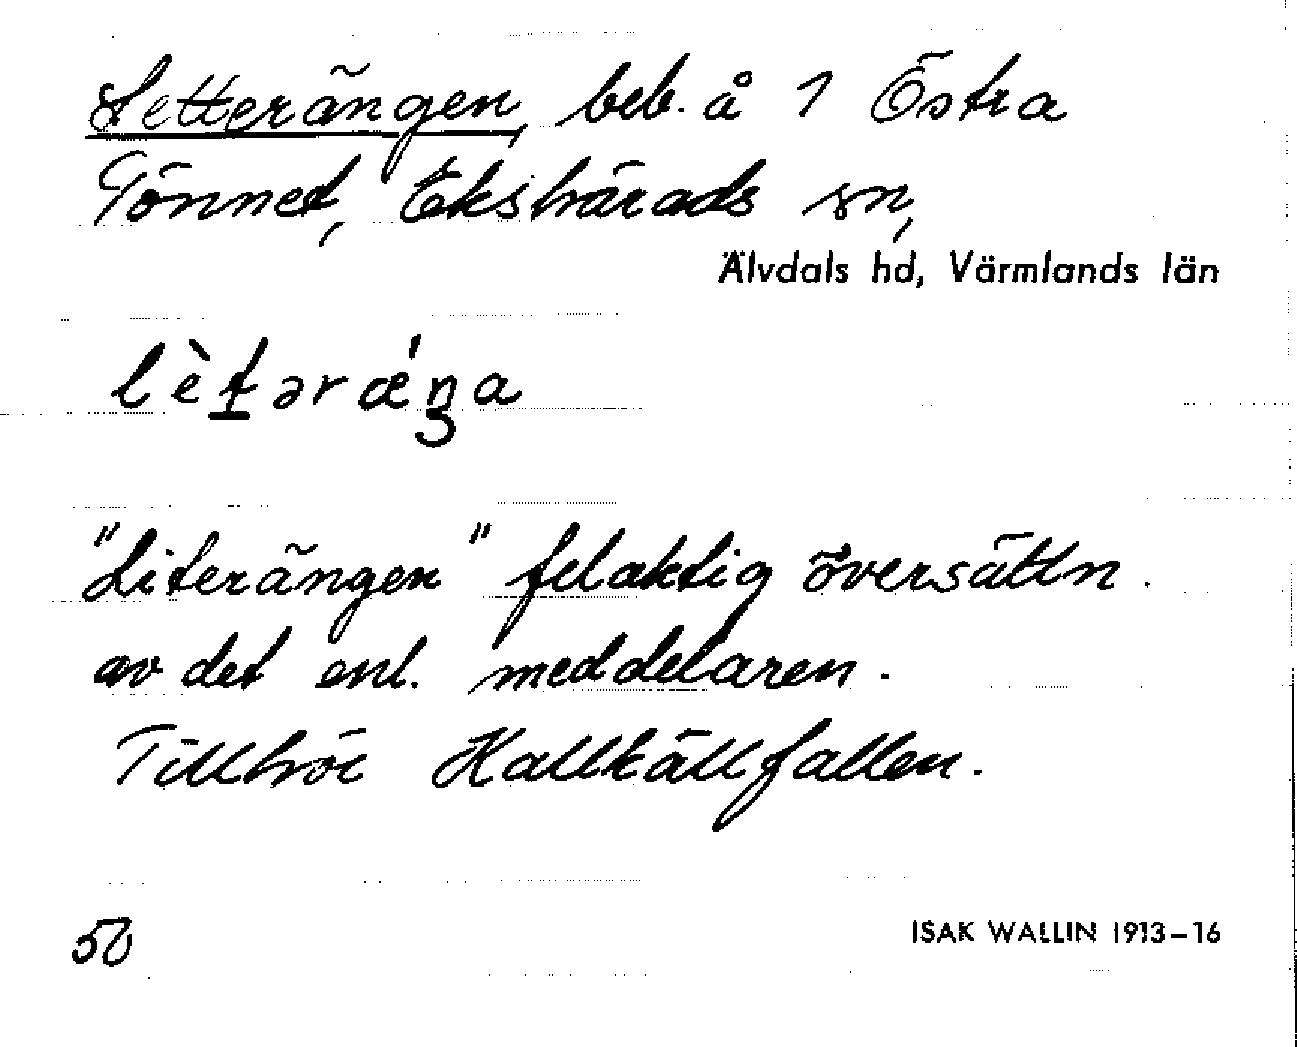 Letterängen, beb. å 1 Östra
Tönnet, Ekshärads sn,
Älvdals hd, Värmlands län
lètərǽŋa
"Literängen" felaktig översättn.
av det enl. meddelaren.
Tillhör Hallkällfallen.
50
ISAK WALLIN 1913–16